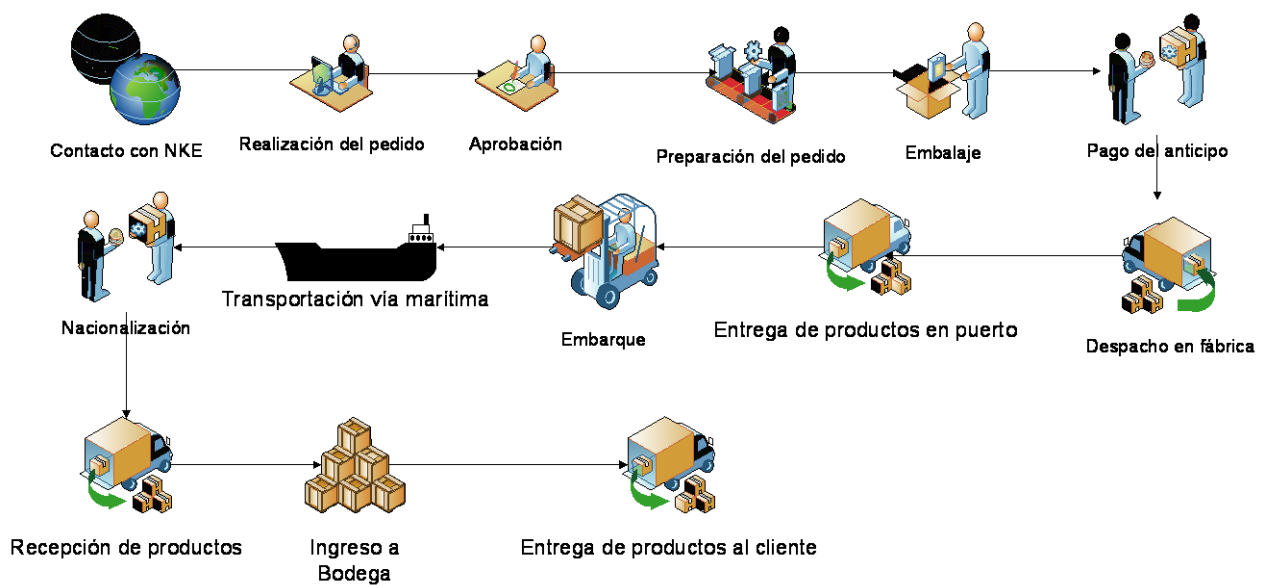 Contacto con NKE
Realización del pedido
Aprobación
Preparación del pedido
Embalaje
Pago del anticipo
Nacionalización
Transportación vía marítima
Embarque
Entrega de productos en puerto
Despacho en fábrica
Recepción de productos
Ingreso a
Bodega
Entrega de productos al cliente